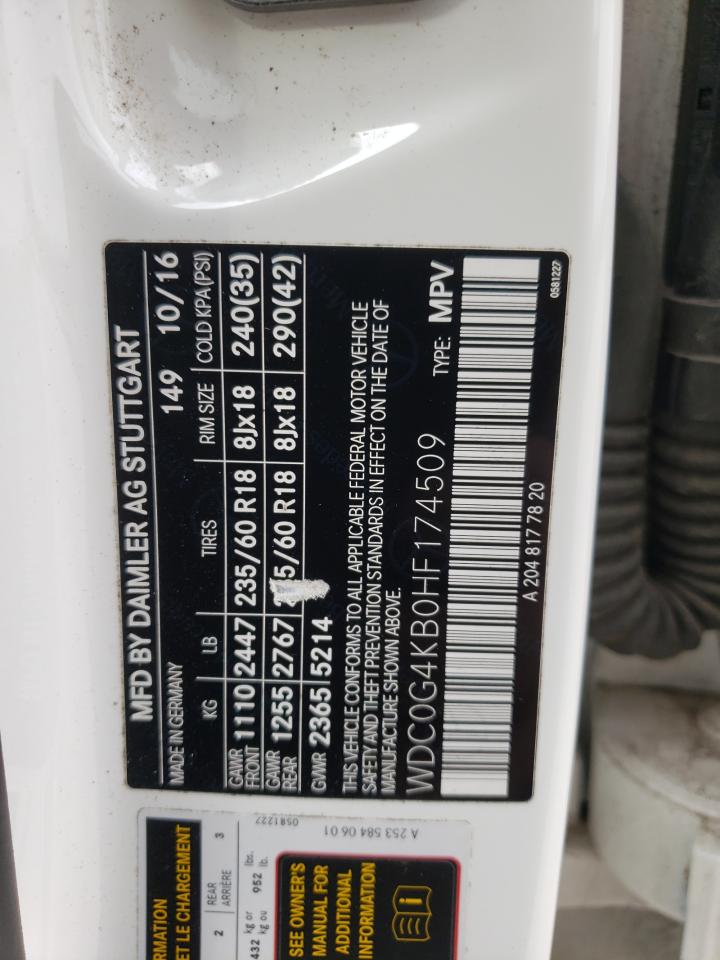 MFD BY DAIMLER AG STUTTGART
MADE IN GERMANY 149 10/16
KG LB TIRES RIM SIZE COLD KPA(PSI)
GAWR FRONT 1110 2447 235/60 R18 8Jx18 240(35)
GAWR REAR 1255 2767 5/60 R18 8Jx18 290(42)
GVWR 2365 5214
THIS VEHICLE CONFORMS TO ALL APPLICABLE FEDERAL MOTOR VEHICLE
SAFETY AND THEFT PREVENTION STANDARDS IN EFFECT ON THE DATE OF
MANUFACTURE SHOWN ABOVE.
WDC0G4KB0HF174509 TYPE: MPV
A 204 817 78 20
0581227
RMATION
ET LE CHARGEMENT
2 REAR ARRIÈRE 3
432 kg or kg ou 952 lbs. lb.
SEE OWNER'S
MANUAL FOR
ADDITIONAL
INFORMATION
A 253 584 06 01
0581227